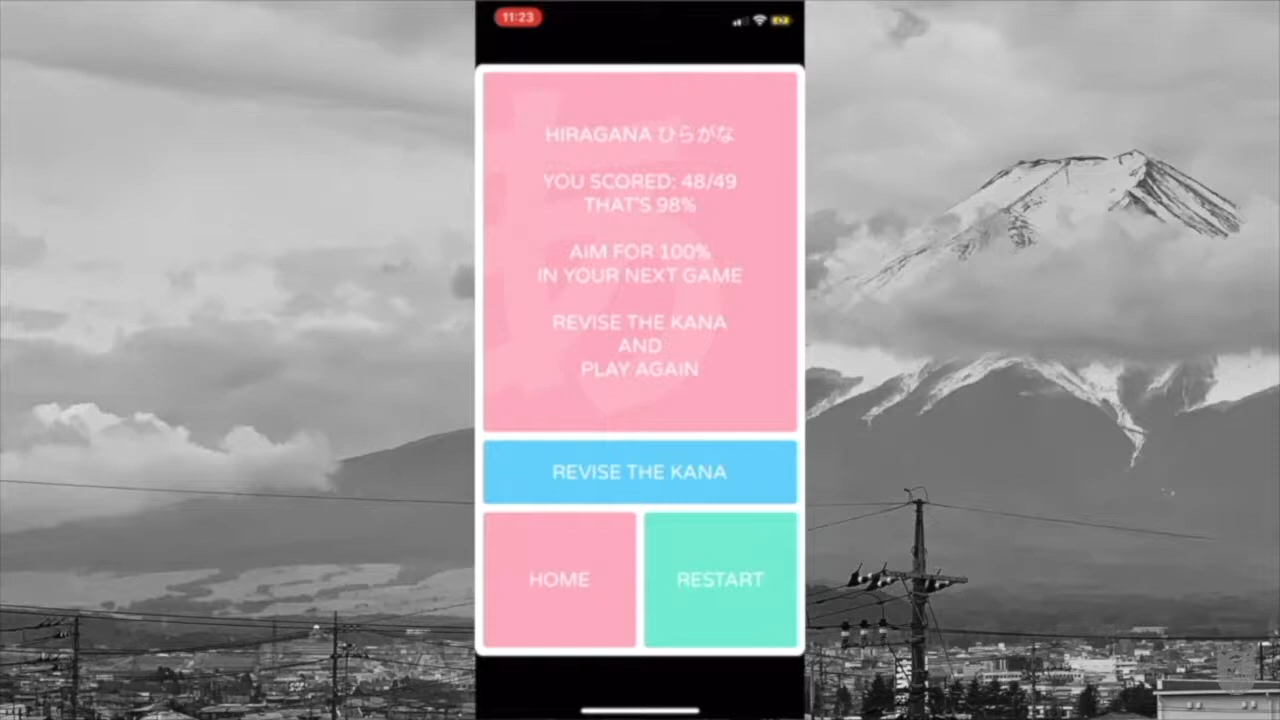 11:23
HIRAGANA ひらがな
YOU SCORED: 48/49
THAT'S 98%
AIM FOR 100%
IN YOUR NEXT GAME
REVISE THE KANA
AND
PLAY AGAIN
REVISE THE KANA
HOME
RESTART